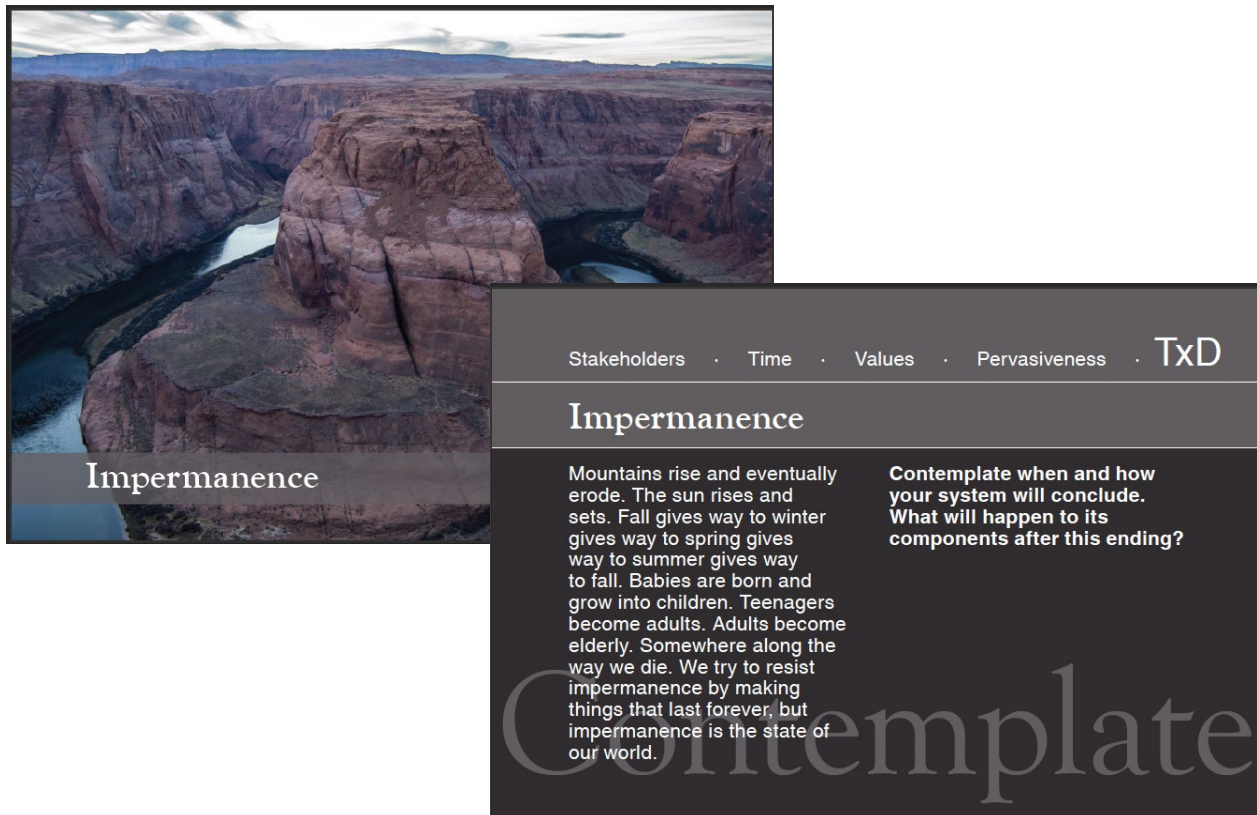 Impermanence
Stakeholders · Time · Values · Pervasiveness · TxD
Impermanence
Mountains rise and eventually
erode. The sun rises and
sets. Fall gives way to winter
gives way to spring gives
way to summer gives way
to fall. Babies are born and
grow into children. Teenagers
become adults. Adults become
elderly. Somewhere along the
way we die. We try to resist
impermanence by making
things that last forever, but
impermanence is the state of
our world.
Contemplate when and how
your system will conclude.
What will happen to its
components after this ending?
Contemplate